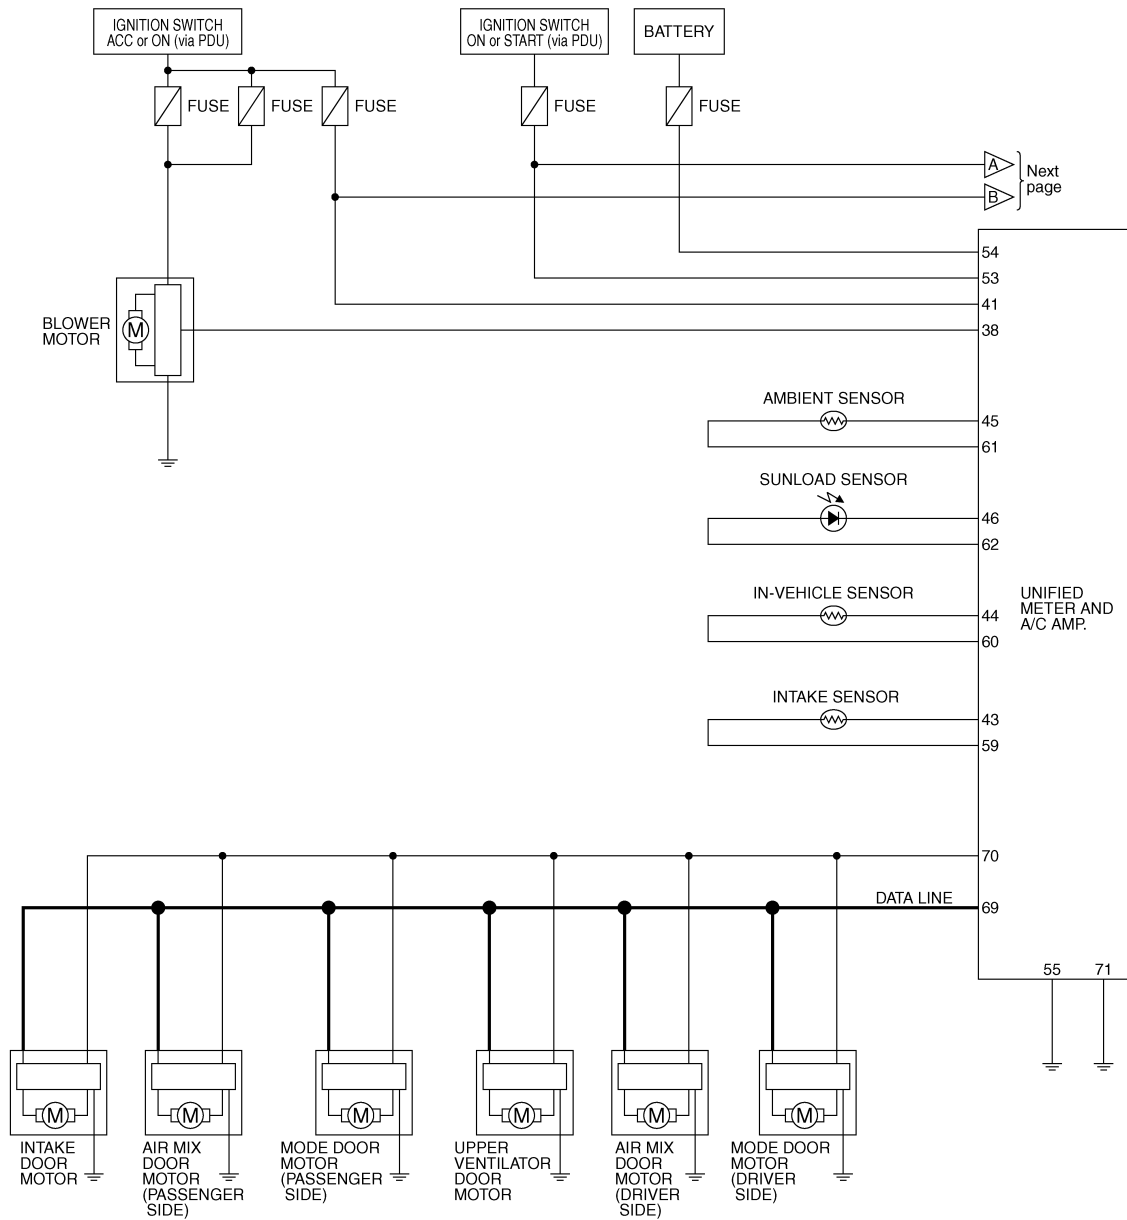 IGNITION SWITCH
ACC or ON (via PDU)
IGNITION SWITCH
ON or START (via PDU)
BATTERY
FUSE
FUSE
FUSE
FUSE
FUSE
A
B
Next
page
54
53
41
38
BLOWER
MOTOR
M
AMBIENT SENSOR
45
61
SUNLOAD SENSOR
46
62
IN-VEHICLE SENSOR
44
60
UNIFIED
METER AND
A/C AMP.
INTAKE SENSOR
43
59
70
DATA LINE
69
55
71
M
M
M
M
M
M
INTAKE
DOOR
MOTOR
AIR MIX
DOOR
MOTOR
(PASSENGER
SIDE)
MODE DOOR
MOTOR
(PASSENGER
SIDE)
UPPER
VENTILATOR
DOOR
MOTOR
AIR MIX
DOOR
MOTOR
(DRIVER
SIDE)
MODE DOOR
MOTOR
(DRIVER
SIDE)